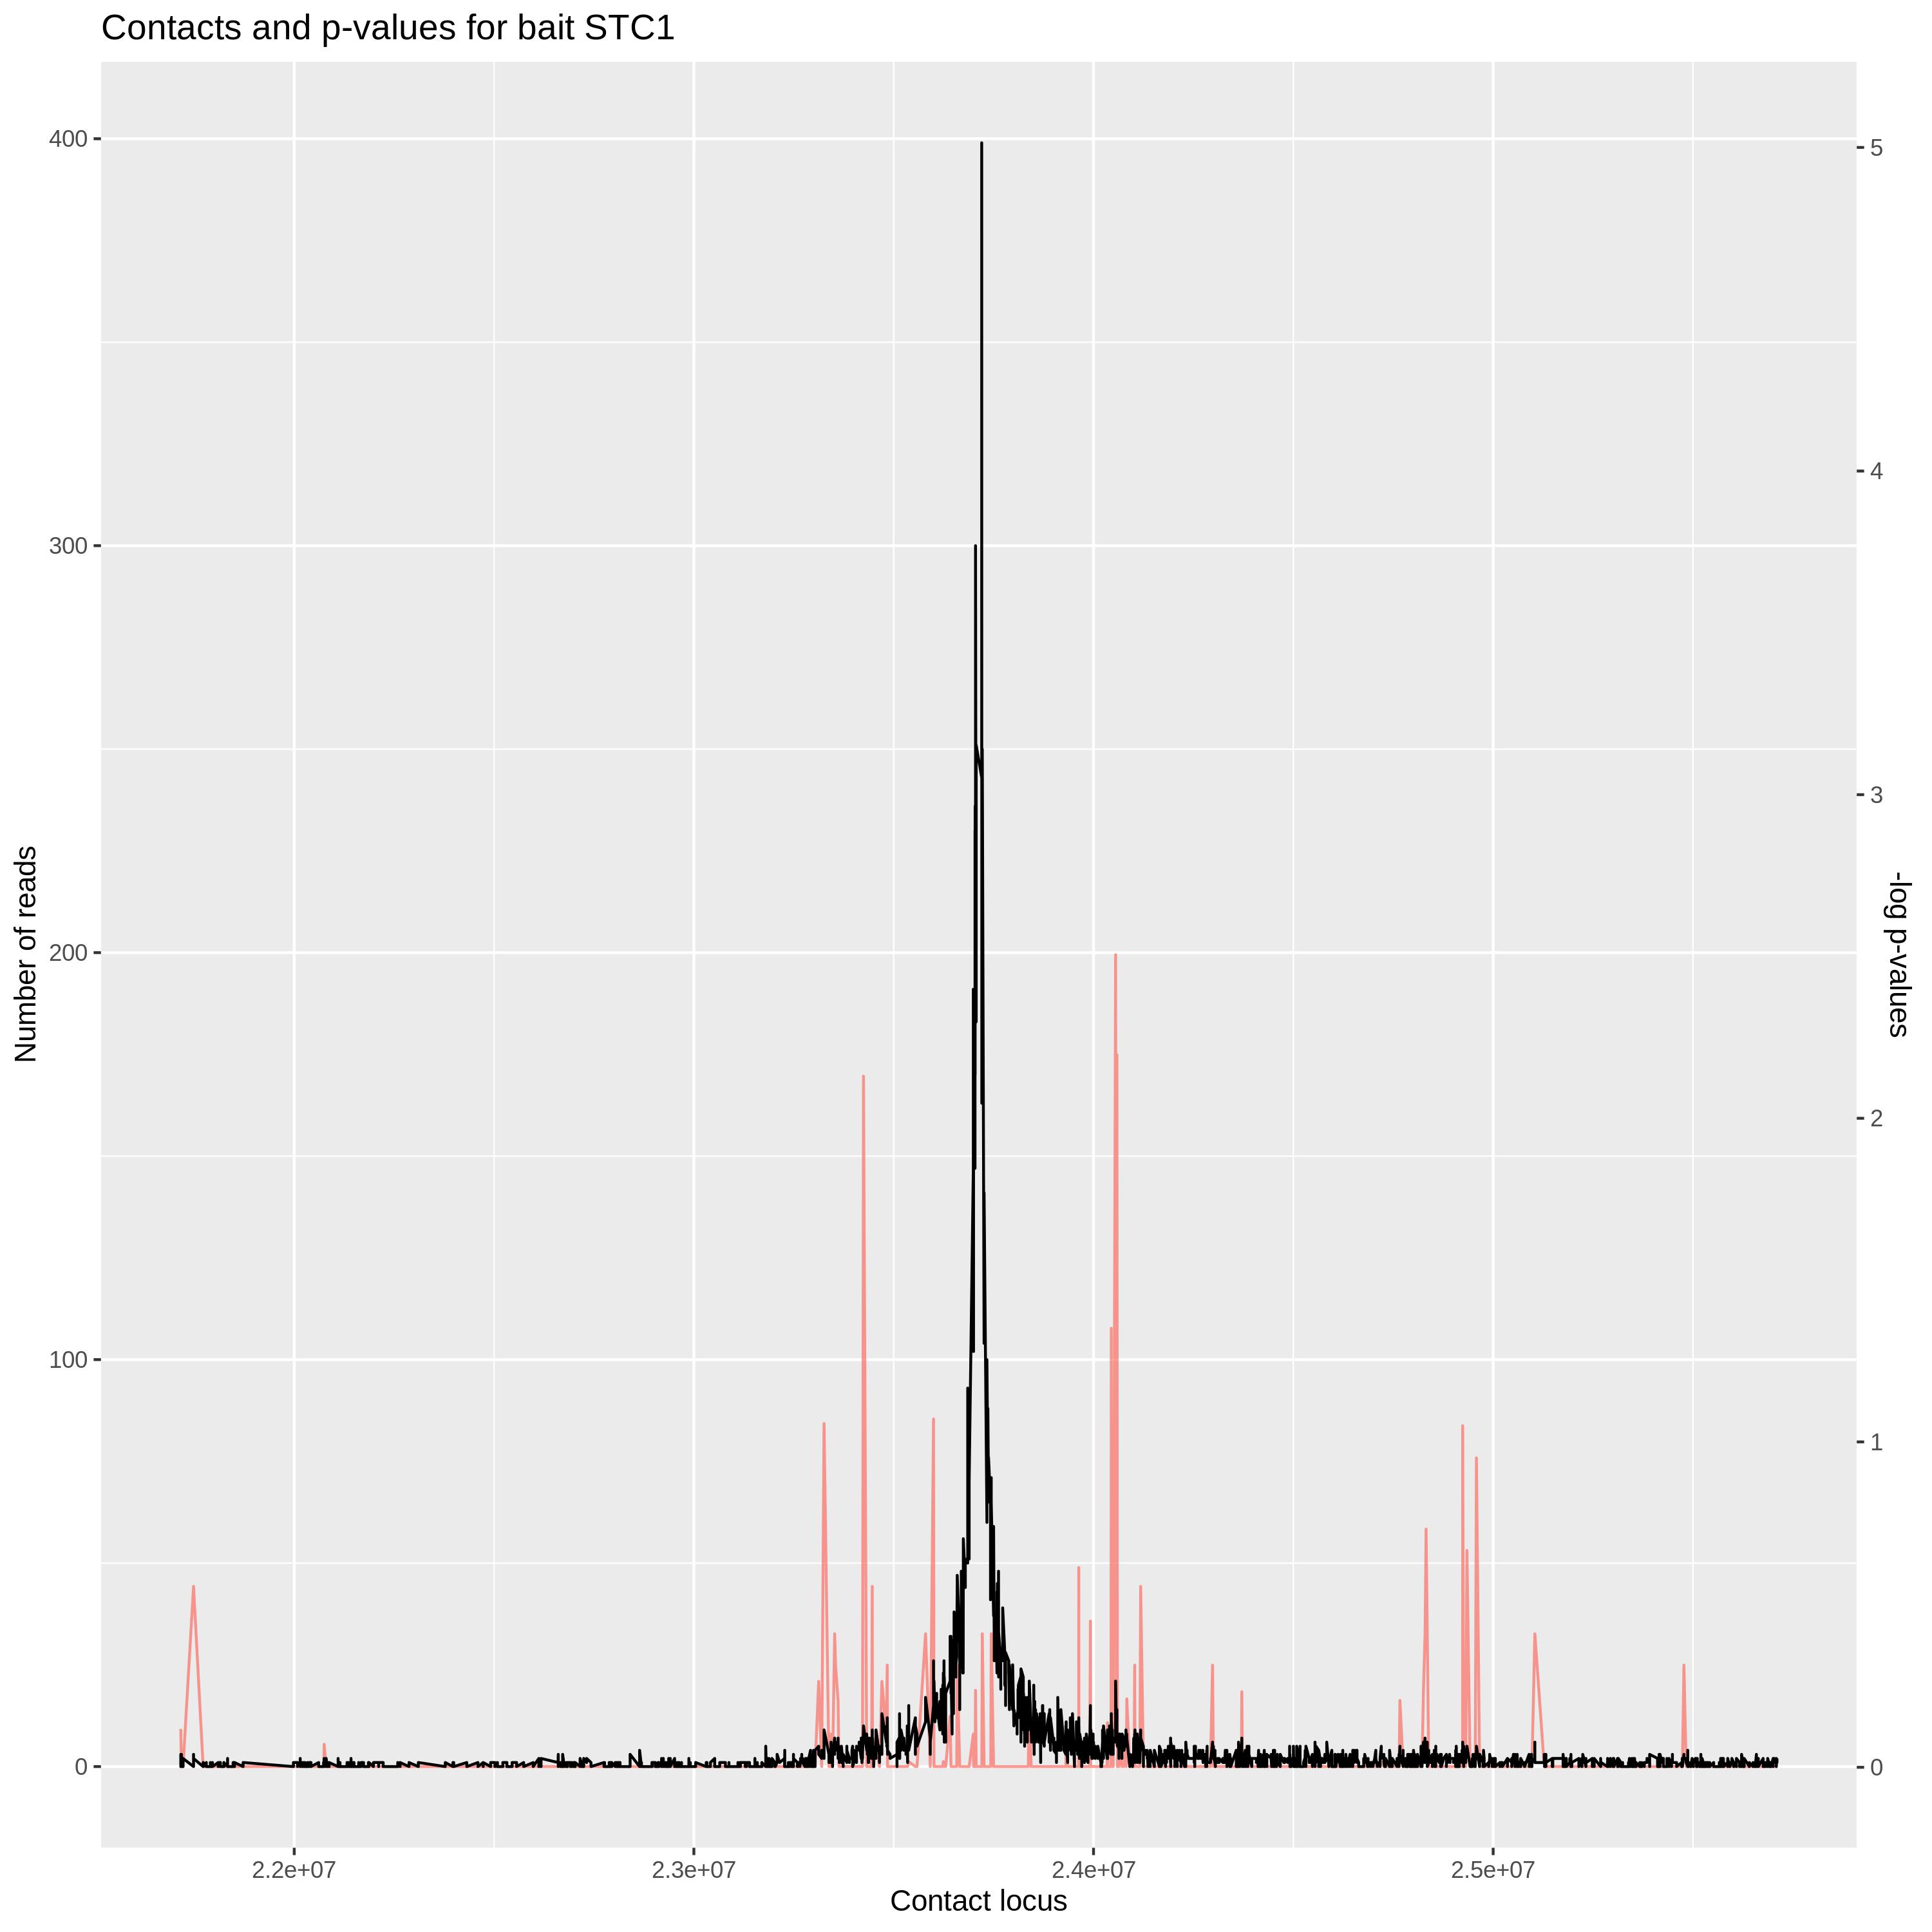 Contacts and p-values for bait STC1
400
300
200
100
0
Number of reads
5
4
3
2
1
0
-log p-values
2.2e+07
2.3e+07
2.4e+07
2.5e+07
Contact locus